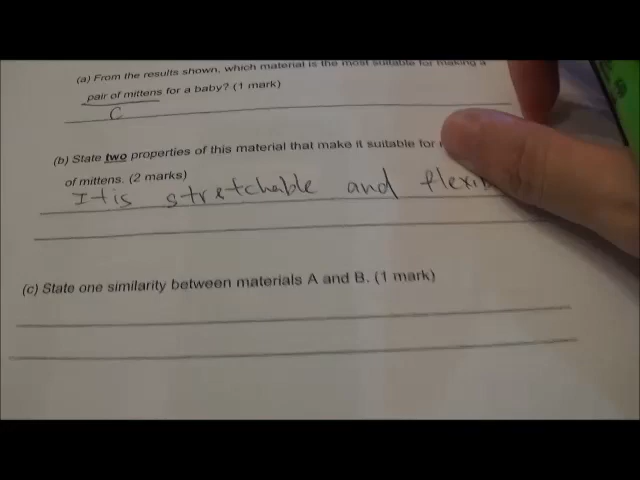 (a) From the results shown, which material is the most suitable for making a
pair of mittens for a baby? (1 mark)
C
(b) State two properties of this material that make it suitable for
of mittens. (2 marks)
It is stretchable and
(c) State one similarity between materials A and B. (1 mark)